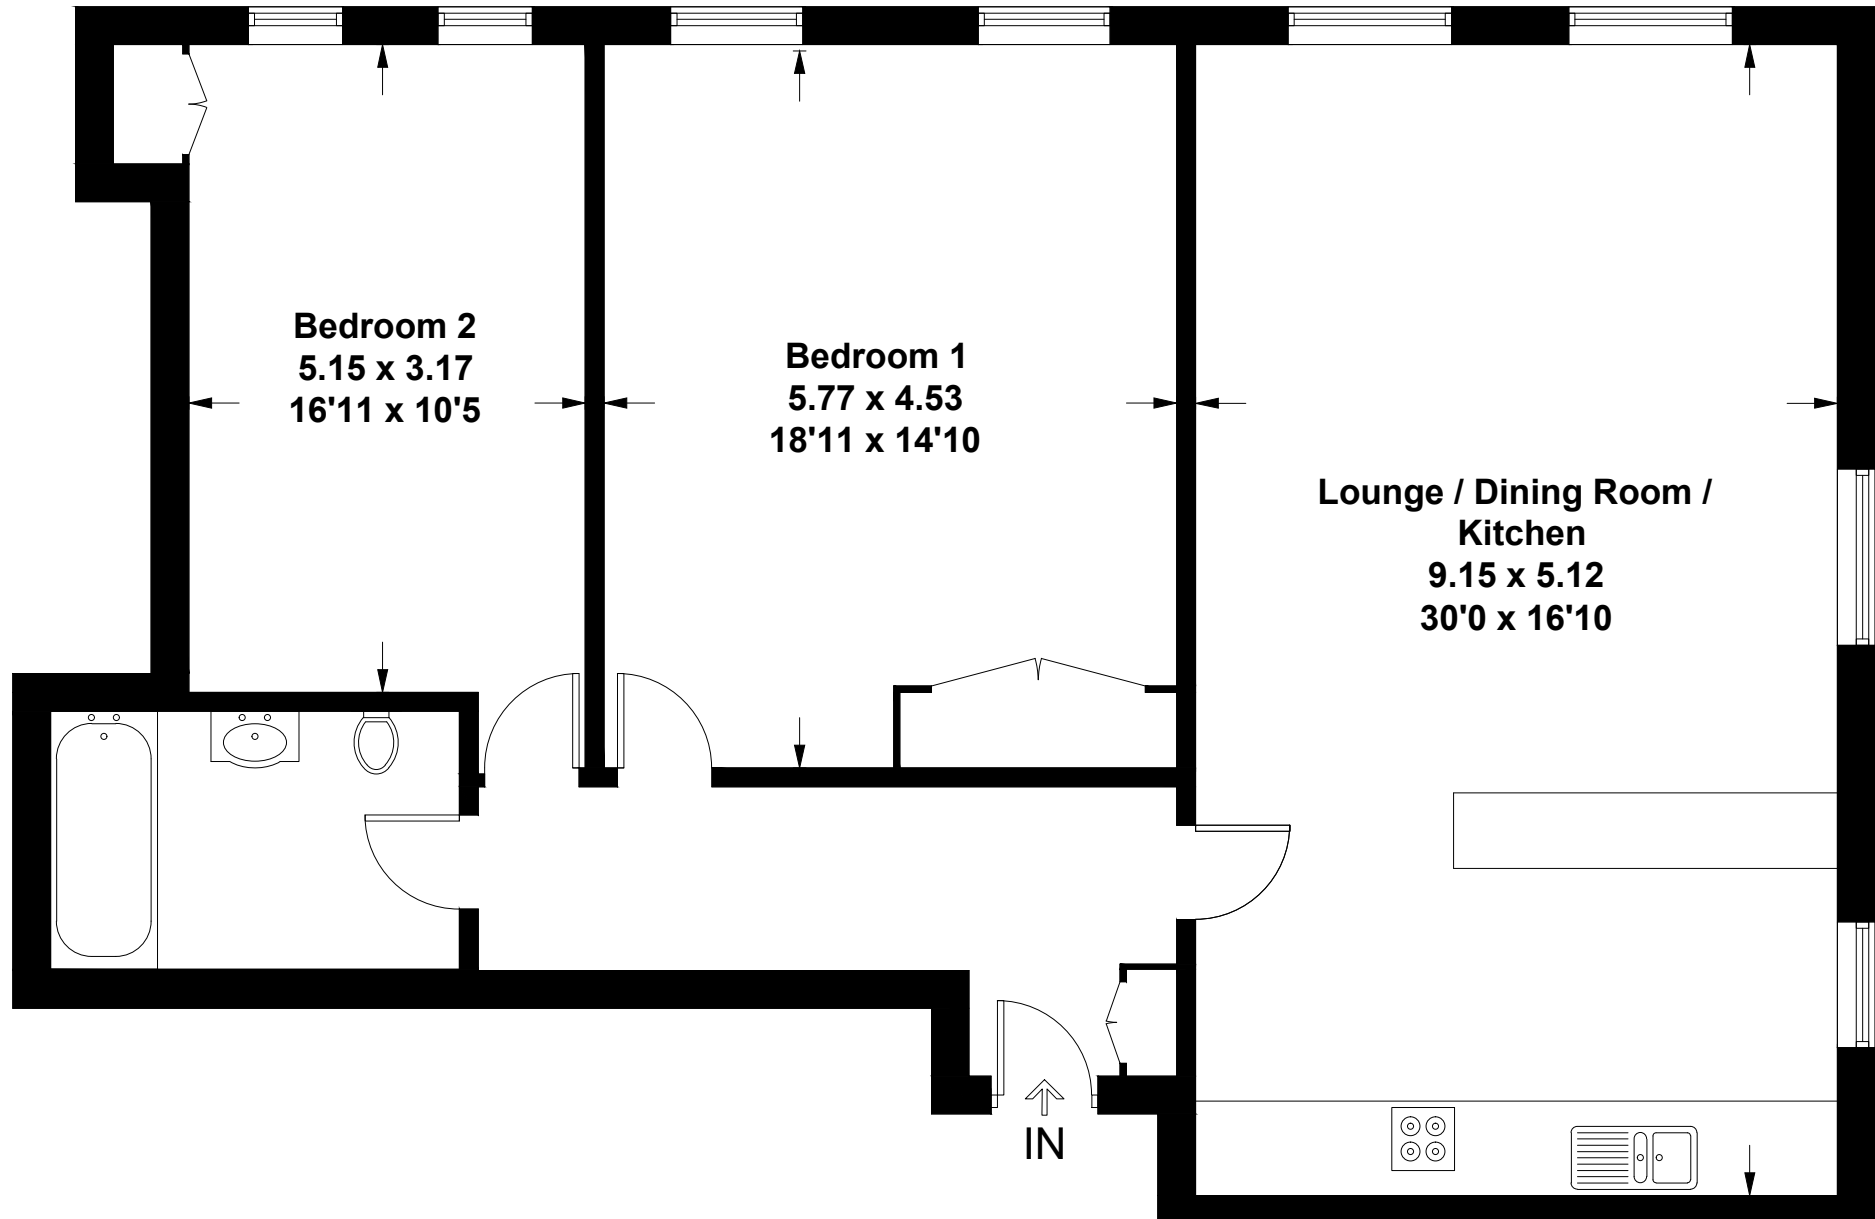 Bedroom 2
5.15 x 3.17
16'11 x 10'5
Bedroom 1
5.77 x 4.53
18'11 x 14'10
Lounge / Dining Room /
Kitchen
9.15 x 5.12
30'0 x 16'10
IN